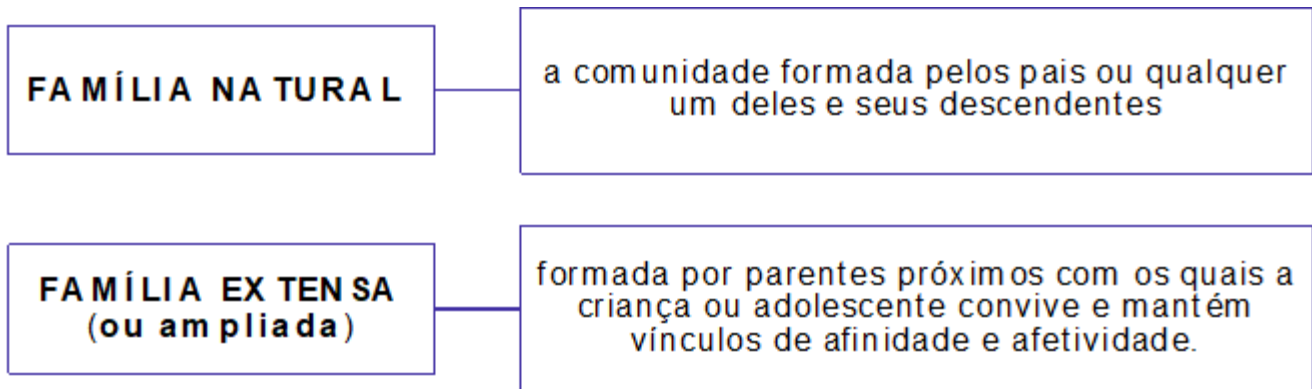 FAMÍLIA NATURAL
a comunidade formada pelos pais ou qualquer
um deles e seus descendentes
FAMÍLIA EXTENSA
(ou ampliada)
formada por parentes próximos com os quais a
criança ou adolescente convive e mantém
vínculos de afinidade e afetividade.